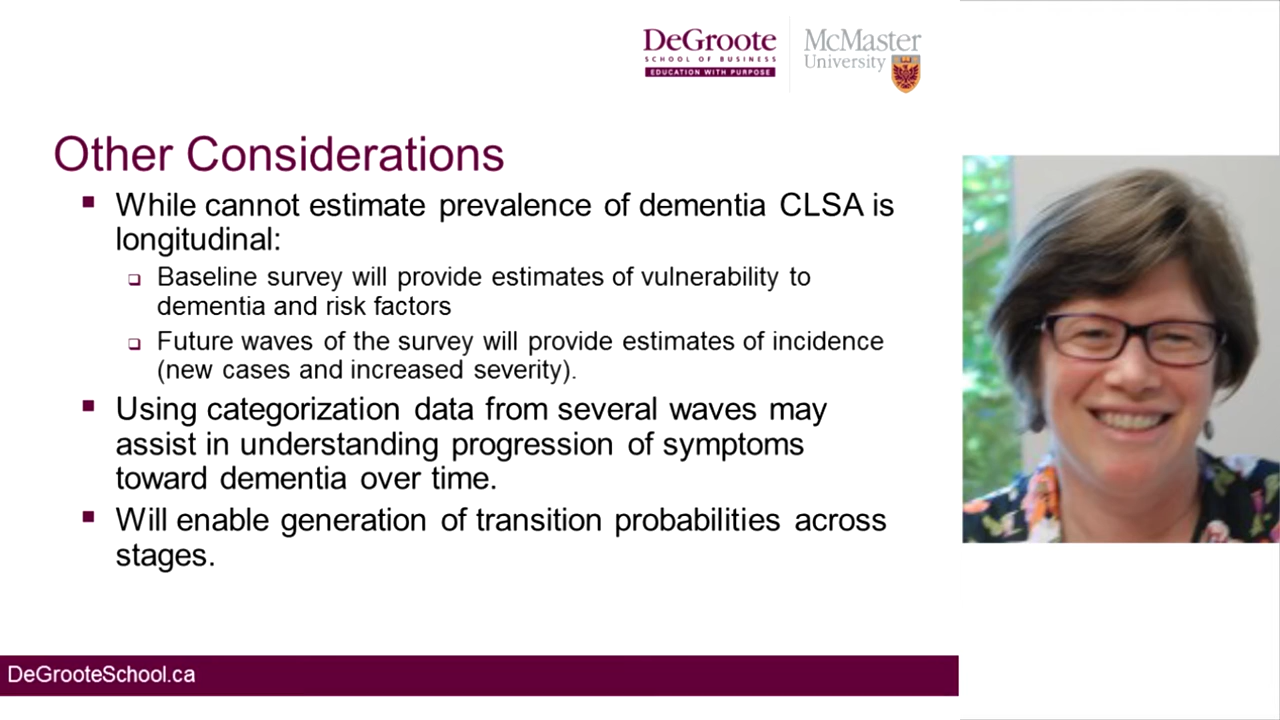 DeGroote
SCHOOL OF BUSINESS
EDUCATION WITH PURPOSE
McMaster
University
Other Considerations
While cannot estimate prevalence of dementia CLSA is
longitudinal:
Baseline survey will provide estimates of vulnerability to
dementia and risk factors
Future waves of the survey will provide estimates of incidence
(new cases and increased severity).
Using categorization data from several waves may
assist in understanding progression of symptoms
toward dementia over time.
Will enable generation of transition probabilities across
stages.
DeGrooteSchool.ca